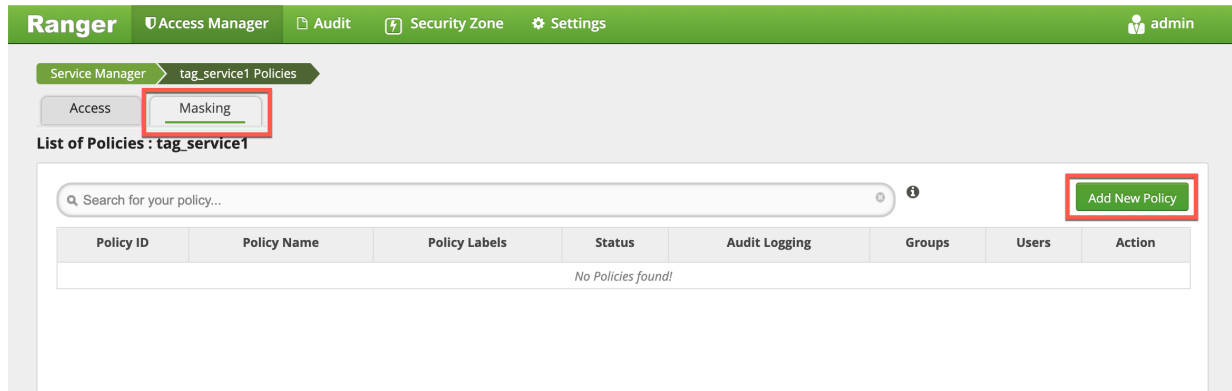 Ranger Access Manager Audit Security Zone Settings admin
Service Manager tag_service1 Policies
Access Masking
List of Policies : tag_service1
Search for your policy...
Add New Policy
Policy ID Policy Name Policy Labels Status Audit Logging Groups Users Action
No Policies found!